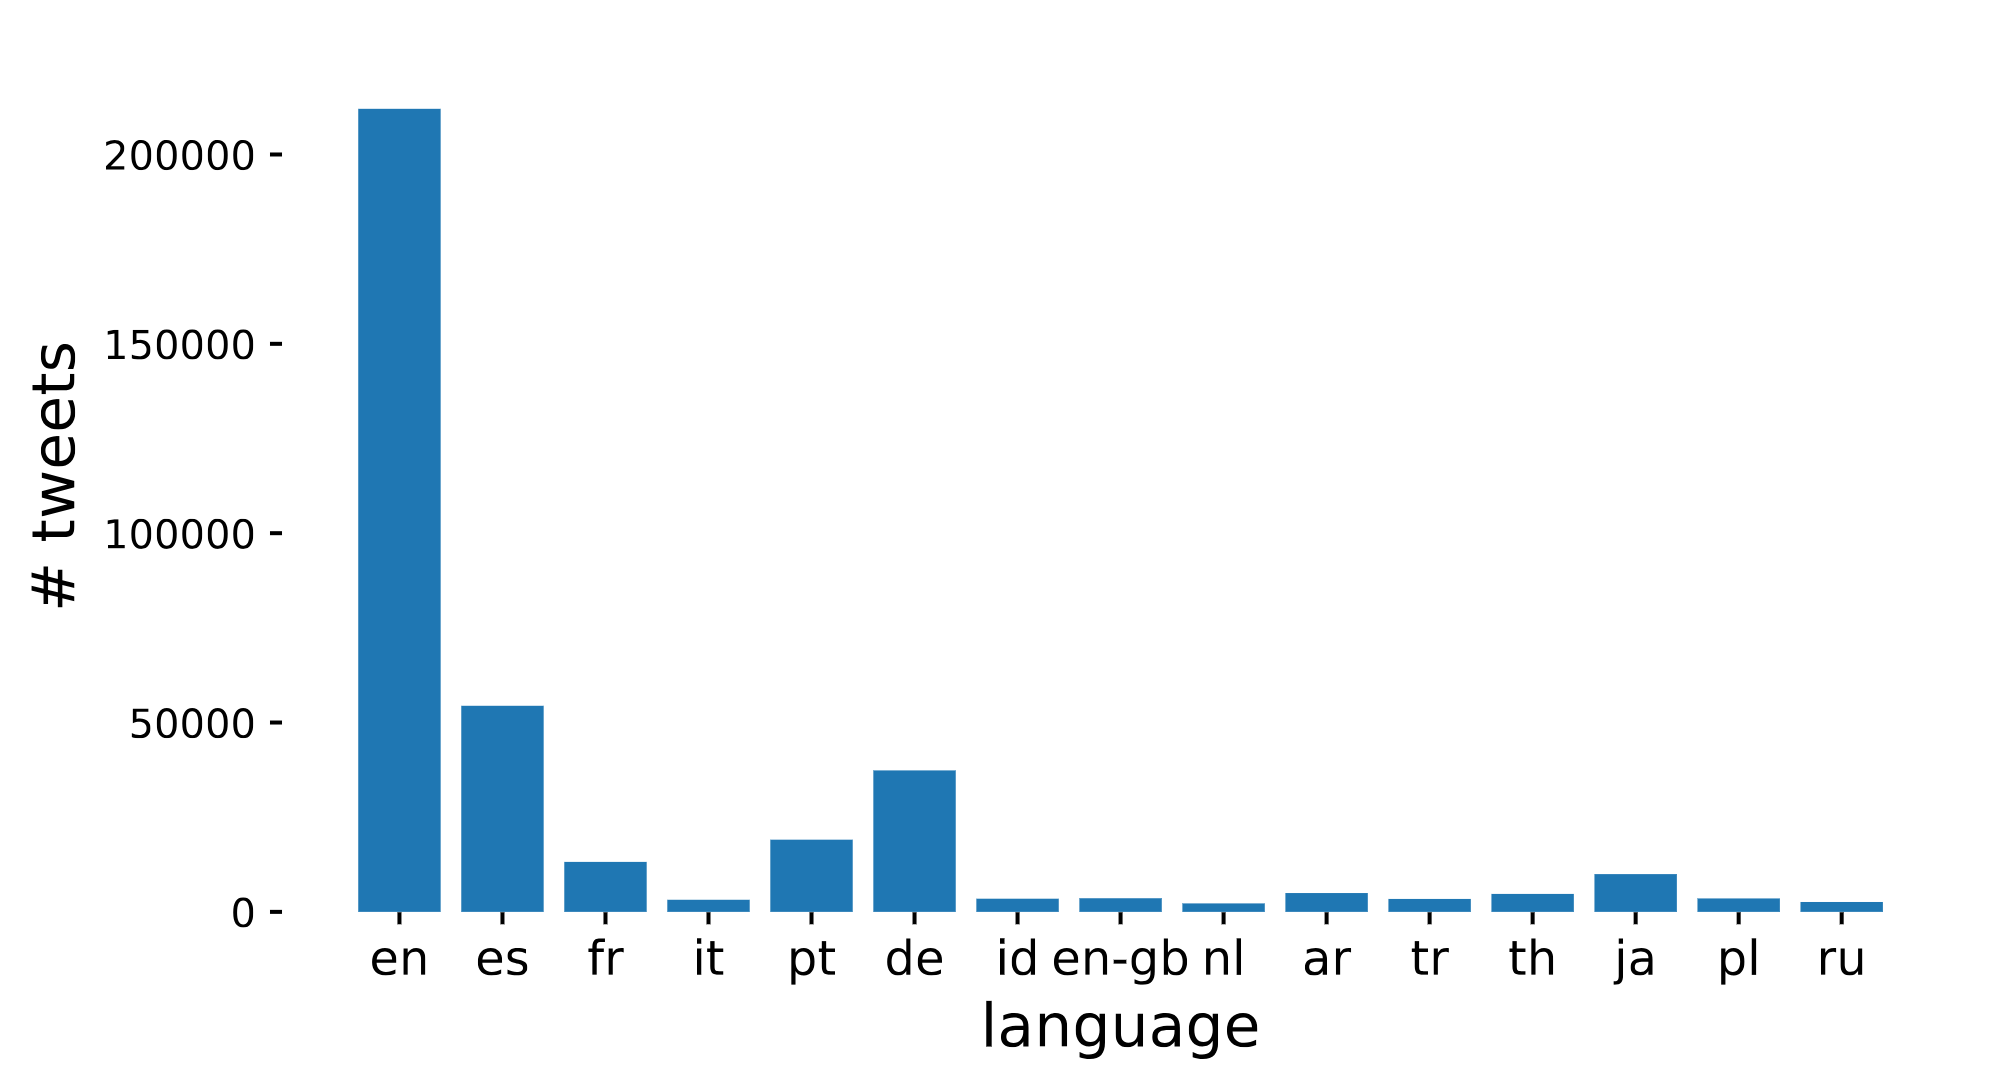 # tweets
200000
150000
100000
50000
0
en es fr it pt de id en-gb nl ar tr th ja pl ru
language